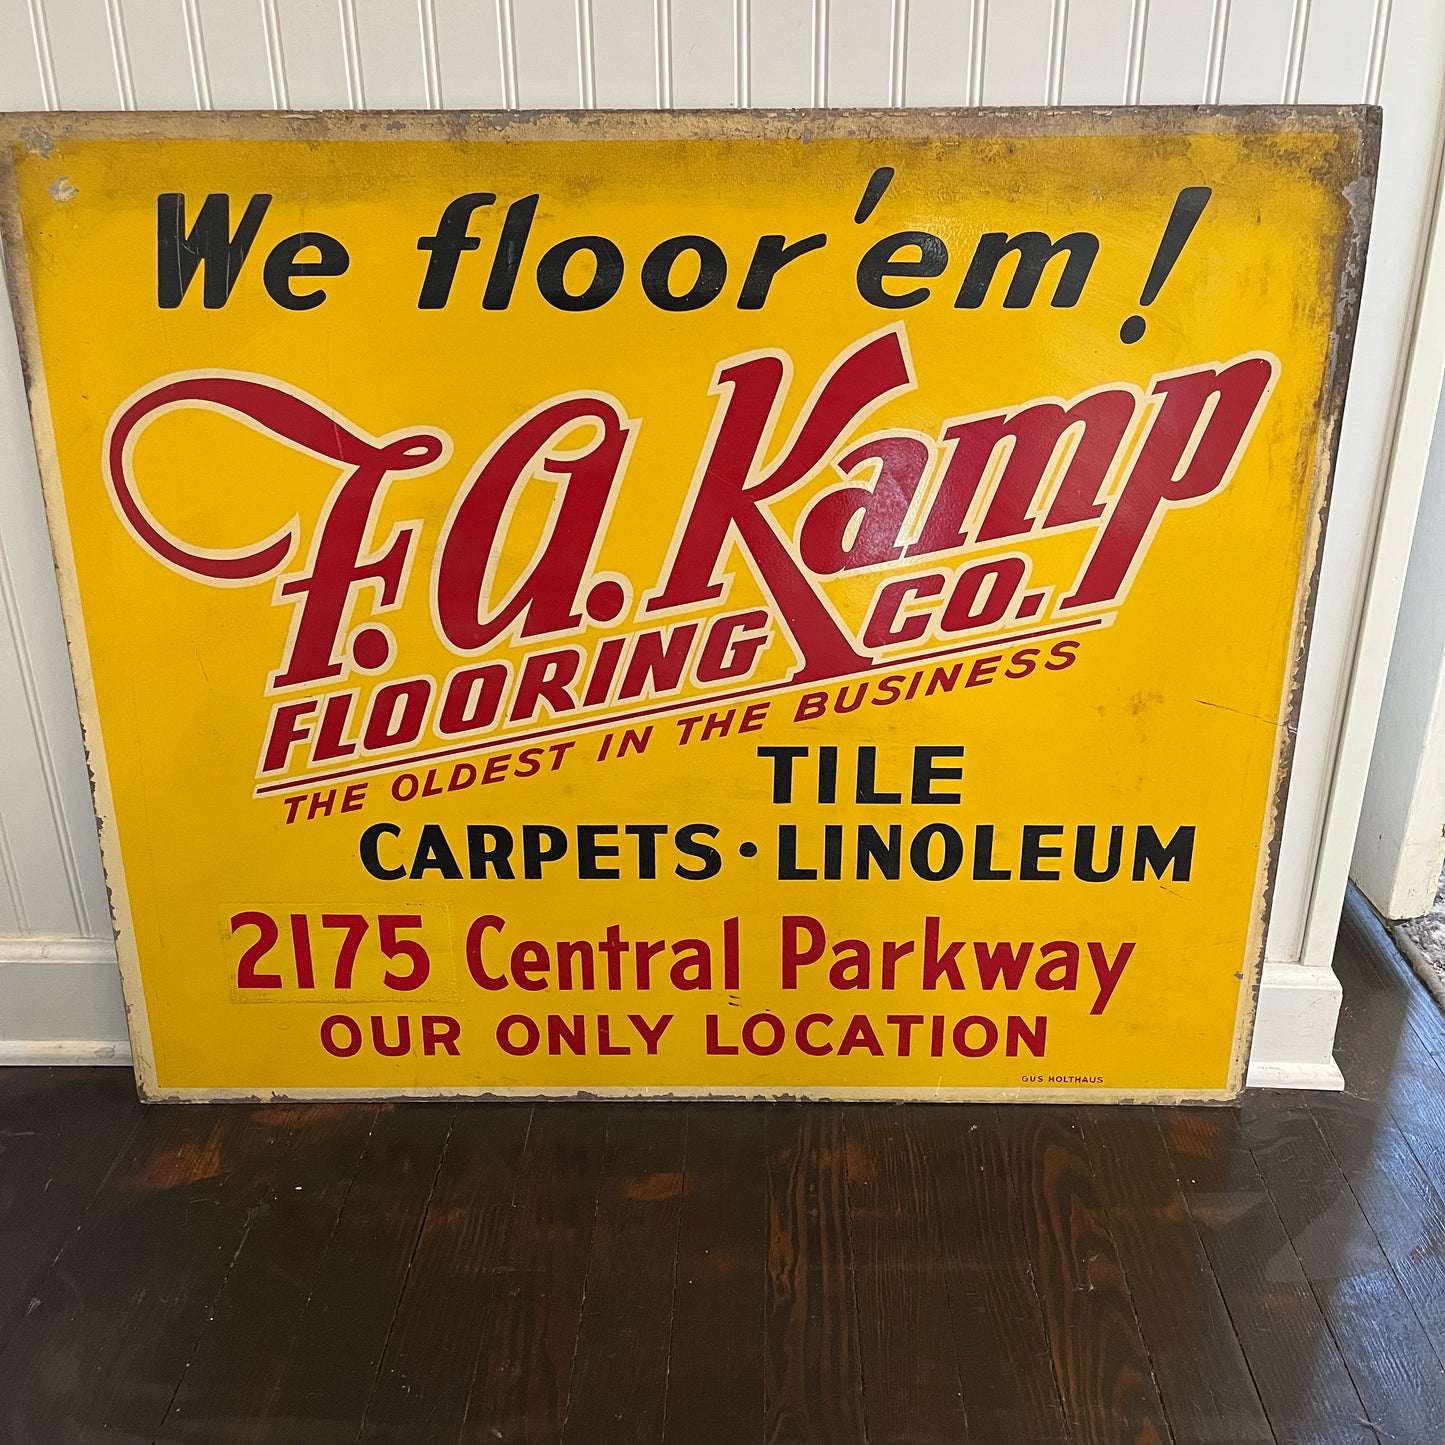 We floor'em!
F.A. Kamp
FLOORING CO.
THE OLDEST IN THE BUSINESS
TILE
CARPETS • LINOLEUM
2175 Central Parkway
OUR ONLY LOCATION
GUS HOLTHAUS